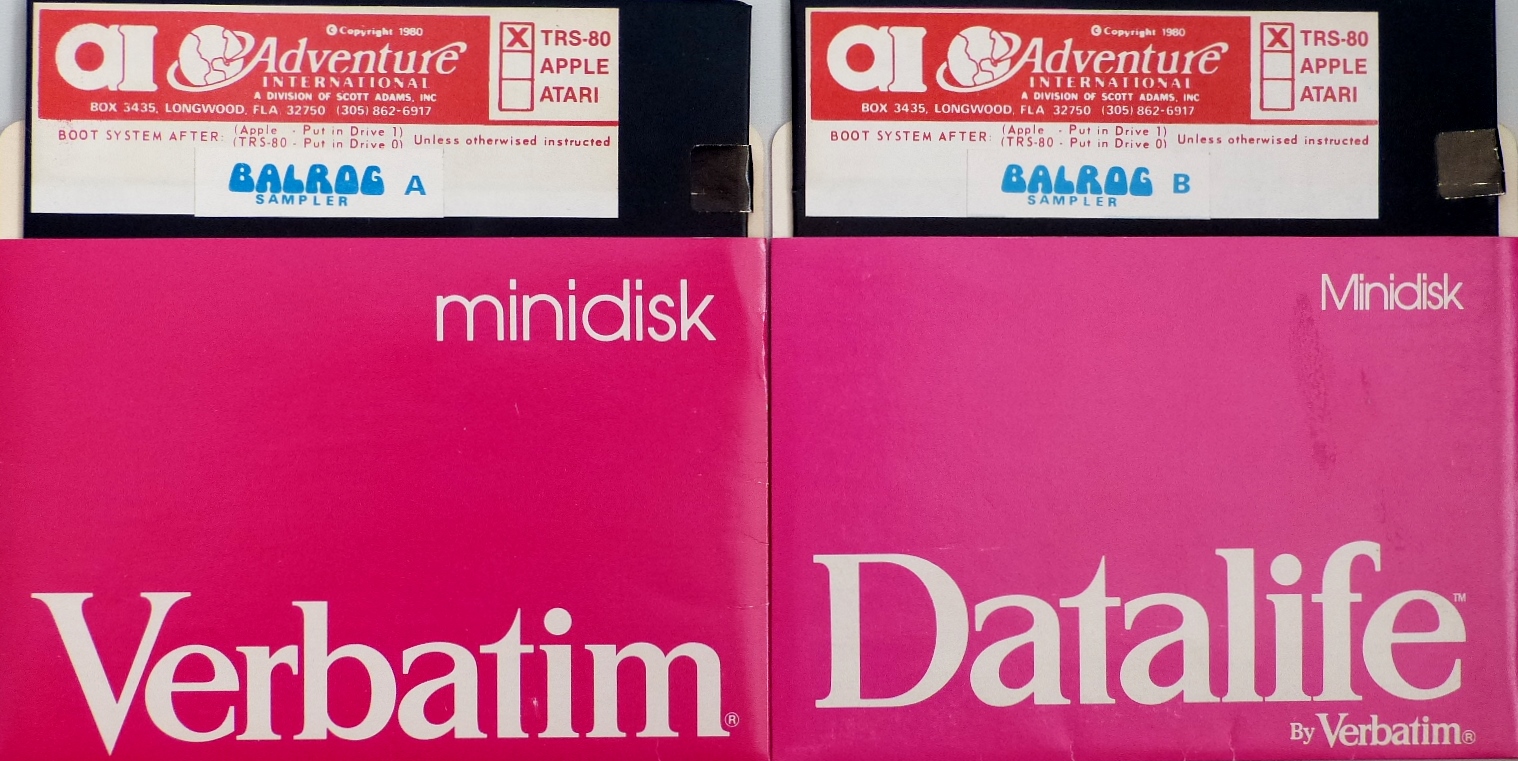 ai Adventure
INTERNATIONAL
© Copyright 1980
A DIVISION OF SCOTT ADAMS, INC
BOX 3435, LONGWOOD, FLA 32750 (305) 862-6917
X TRS-80
APPLE
ATARI
BOOT SYSTEM AFTER: (Apple - Put in Drive 1)
(TRS-80 - Put in Drive 0) Unless otherwised instructed
BALROG A
SAMPLER
minidisk
Verbatim®
ai Adventure
INTERNATIONAL
© Copyright 1980
A DIVISION OF SCOTT ADAMS, INC
BOX 3435, LONGWOOD, FLA 32750 (305) 862-6917
X TRS-80
APPLE
ATARI
BOOT SYSTEM AFTER: (Apple - Put in Drive 1)
(TRS-80 - Put in Drive 0) Unless otherwised instructed
BALROG B
SAMPLER
Minidisk
Datalife™
By Verbatim®